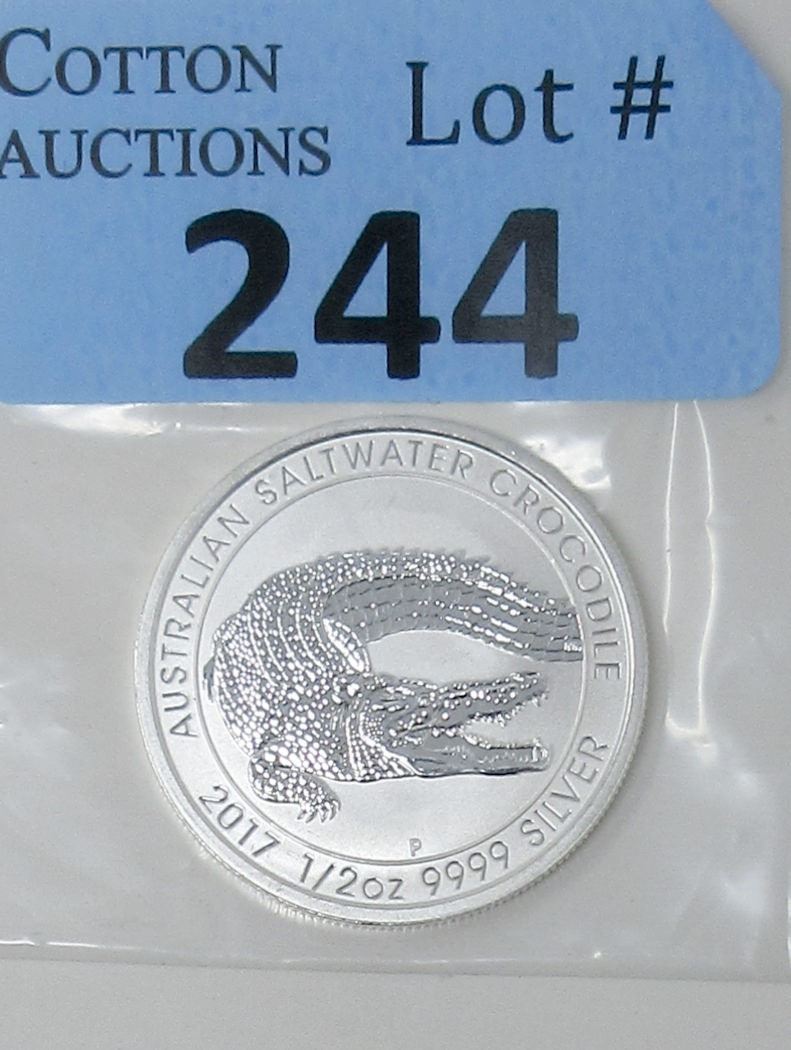 COTTON
AUCTIONS
Lot #
244
AUSTRALIAN SALTWATER CROCODILE
P
2017 1/2oz 9999 SILVER